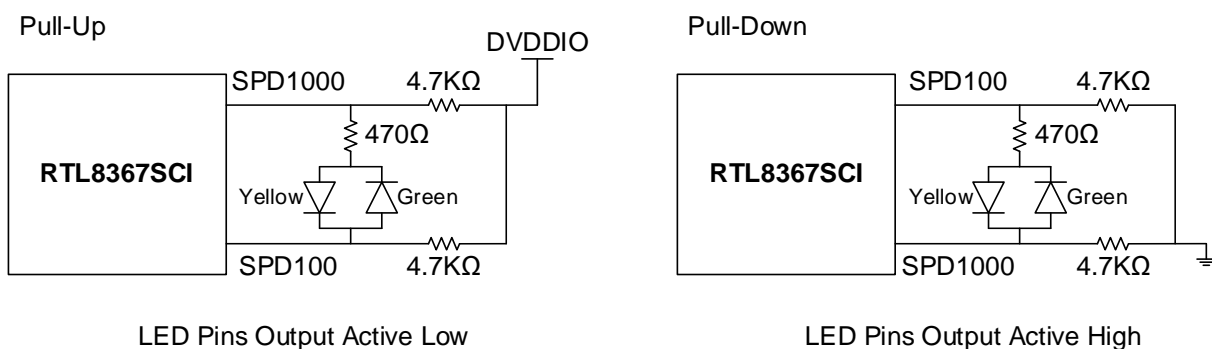 Pull-Up
DVDDIO
SPD1000
4.7KΩ
470Ω
RTL8367SCI
Yellow
Green
SPD100
4.7KΩ
LED Pins Output Active Low
Pull-Down
SPD100
4.7KΩ
470Ω
RTL8367SCI
Yellow
Green
SPD1000
4.7KΩ
LED Pins Output Active High